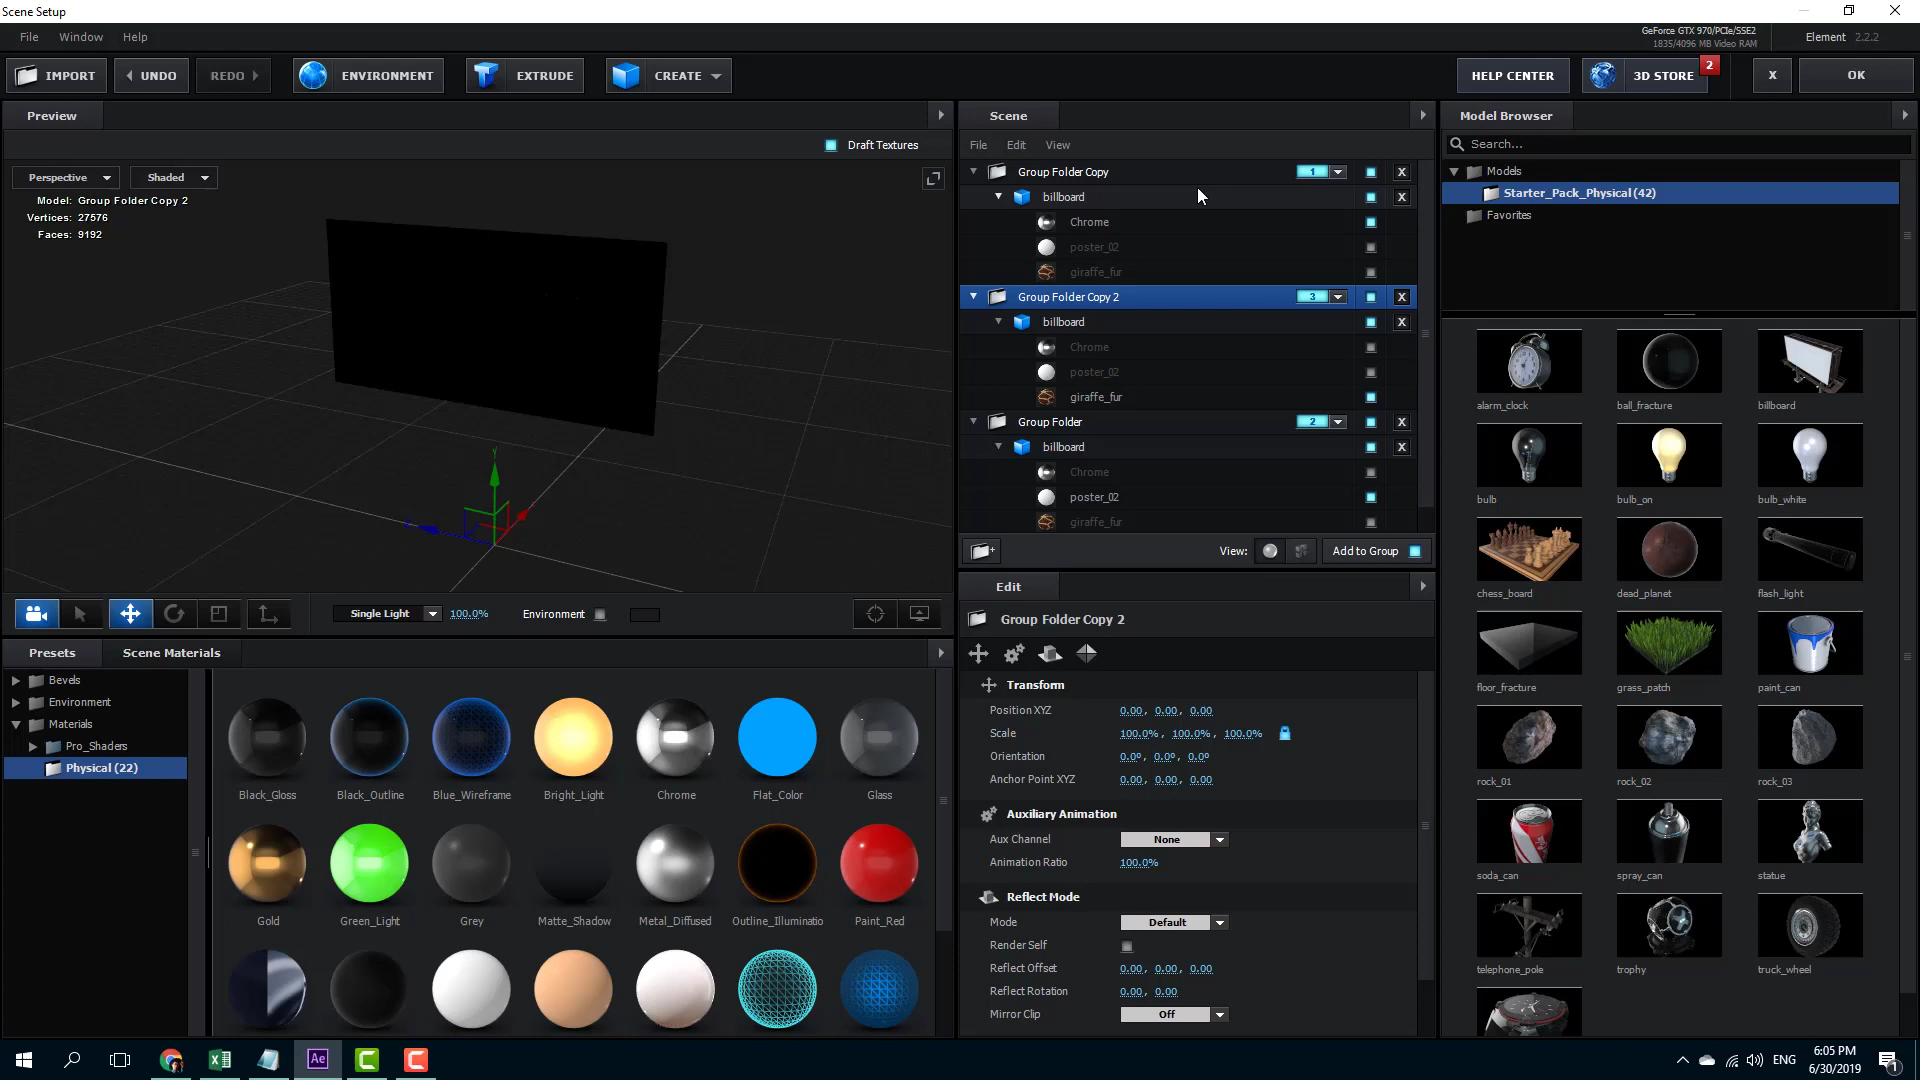 Scene Setup
File Window Help
GeForce GTX 970/PCIe/SSE2
1835/4096 MB Video RAM
Element 2.2.2
IMPORT UNDO REDO ENVIRONMENT EXTRUDE CREATE HELP CENTER 3D STORE 2 X OK
Preview
Draft Textures
Perspective Shaded
Model: Group Folder Copy 2
Vertices: 27576
Faces: 9192
Single Light 100.0% Environment
Presets Scene Materials
Bevels
Environment
Materials
Pro_Shaders
Physical (22)
Black_Gloss Black_Outline Blue_Wireframe Bright_Light Chrome Flat_Color Glass
Gold Green_Light Grey Matte_Shadow Metal_Diffused Outline_Illuminatio Paint_Red
Scene
File Edit View
Group Folder Copy 1 X
billboard X
Chrome
poster_02
giraffe_fur
Group Folder Copy 2 3 X
billboard X
Chrome
poster_02
giraffe_fur
Group Folder 2 X
billboard X
Chrome
poster_02
giraffe_fur
View: Add to Group
Edit
Group Folder Copy 2
Transform
Position XYZ 0.00, 0.00, 0.00
Scale 100.0%, 100.0%, 100.0%
Orientation 0.0º, 0.0º, 0.0º
Anchor Point XYZ 0.00, 0.00, 0.00
Auxiliary Animation
Aux Channel None
Animation Ratio 100.0%
Reflect Mode
Mode Default
Render Self
Reflect Offset 0.00, 0.00, 0.00
Reflect Rotation 0.00, 0.00
Mirror Clip Off
Model Browser
Search...
Models
Starter_Pack_Physical (42)
Favorites
alarm_clock ball_fracture billboard
bulb bulb_on bulb_white
chess_board dead_planet flash_light
floor_fracture grass_patch paint_can
rock_01 rock_02 rock_03
soda_can spray_can statue
telephone_pole trophy truck_wheel
Ae
ENG
6:05 PM
6/30/2019
1